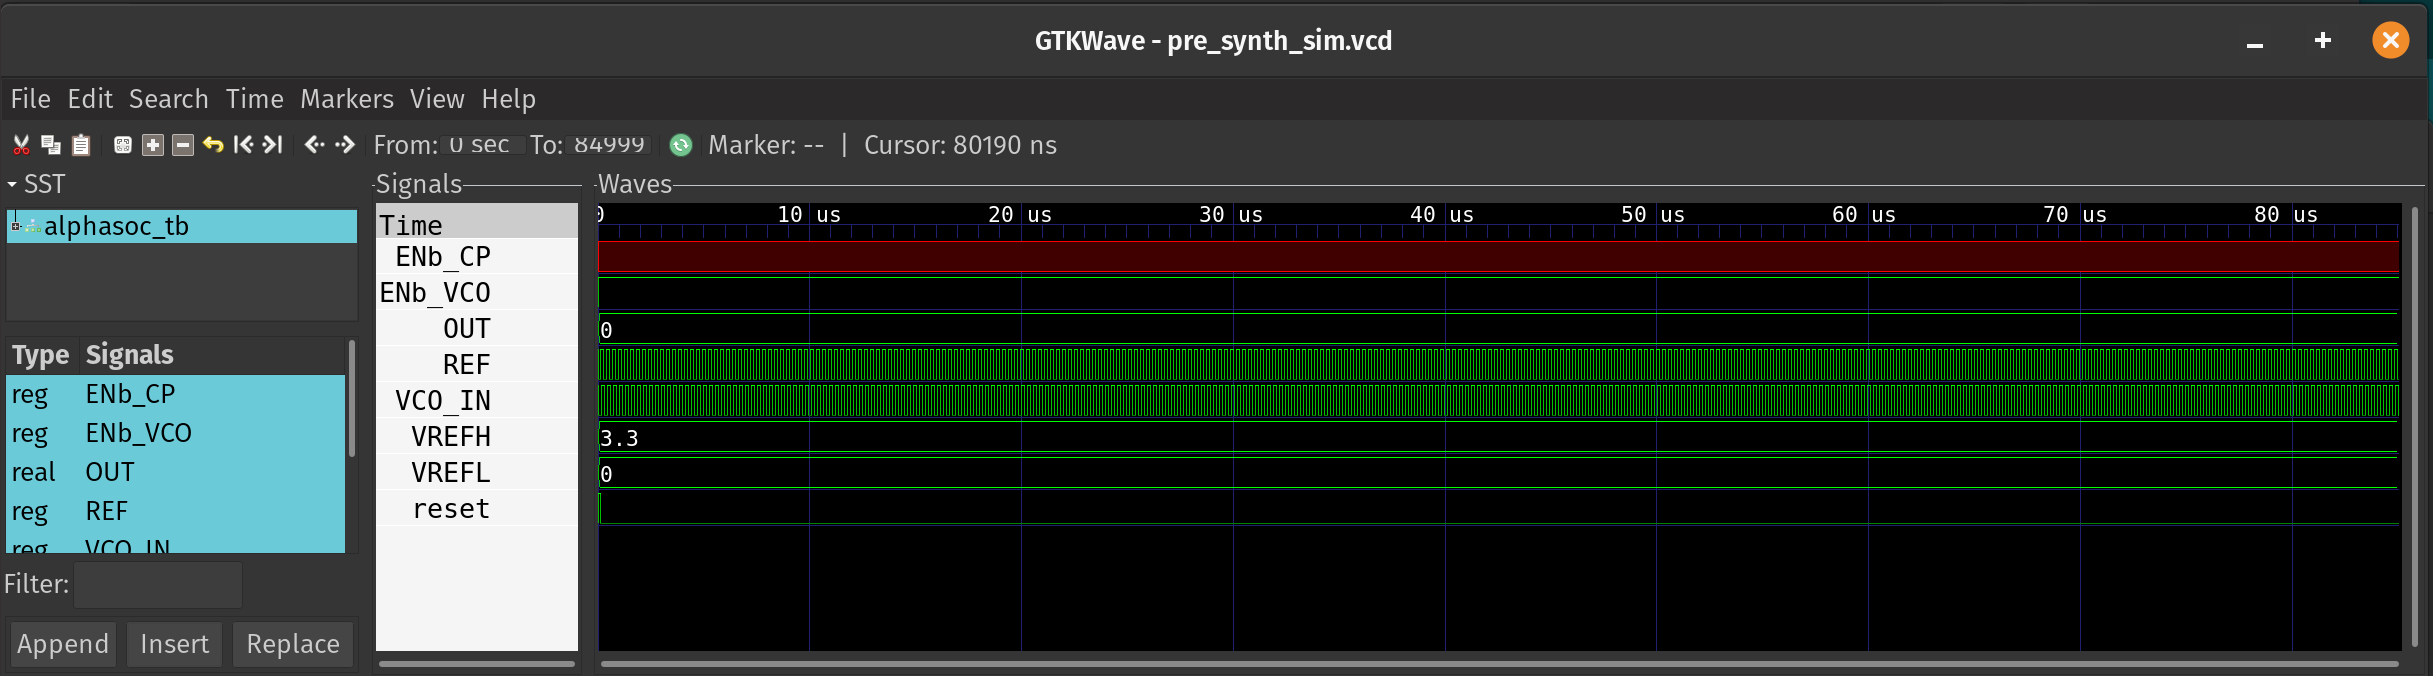 GTKWave - pre_synth_sim.vcd
File Edit Search Time Markers View Help
From: 0 sec To: 84999 Marker: -- | Cursor: 80190 ns
SST
alphasoc_tb
Type Signals
reg ENb_CP
reg ENb_VCO
real OUT
reg REF
reg VCO_IN
Filter:
Append Insert Replace
Signals
Time
ENb_CP
ENb_VCO
OUT
REF
VCO_IN
VREFH
VREFL
reset
Waves
0 10 us 20 us 30 us 40 us 50 us 60 us 70 us 80 us
0
3.3
0